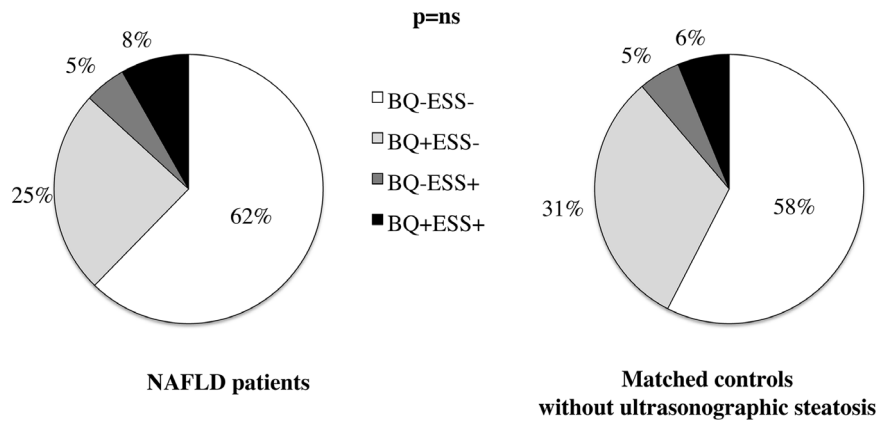 p=ns
8%
5%
25%
62%
BQ-ESS-
BQ+ESS-
BQ-ESS+
BQ+ESS+
6%
5%
31%
58%
NAFLD patients
Matched controls
without ultrasonographic steatosis